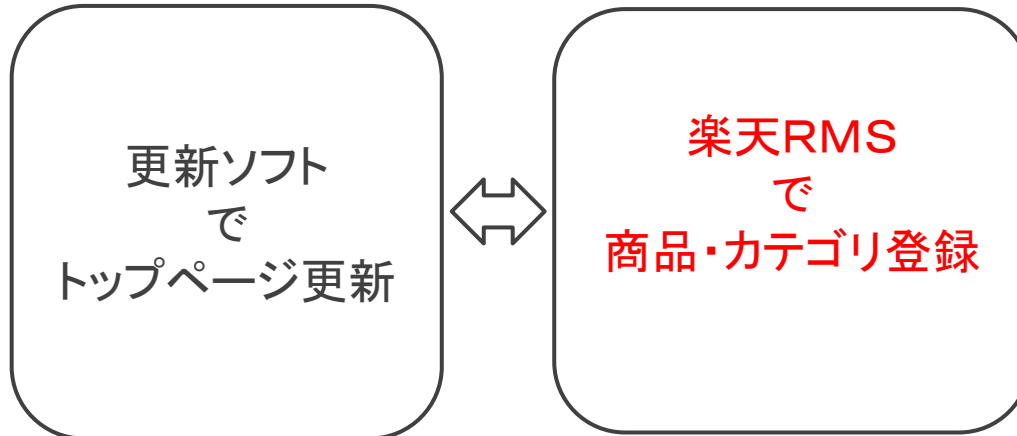 更新ソフト
で
トップページ更新
楽天ＲＭＳ
で
商品・カテゴリ登録